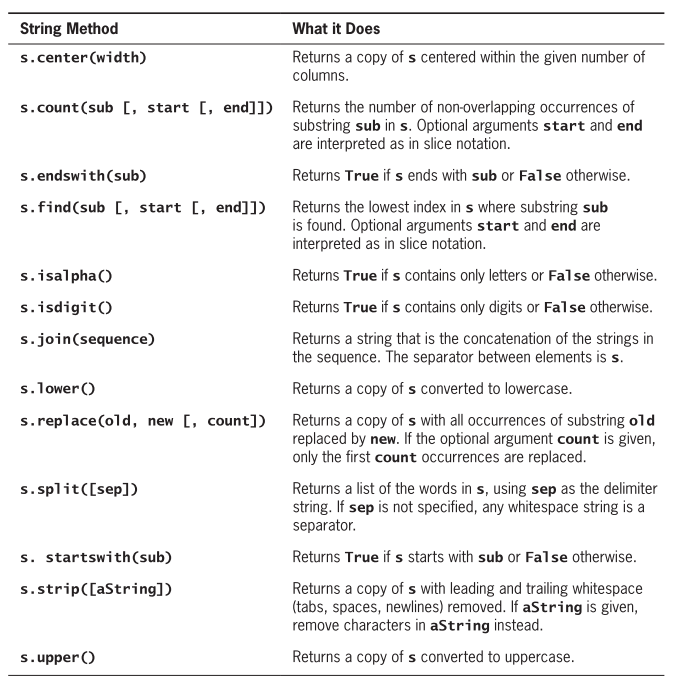 String Method What it Does
s.center(width) Returns a copy of s centered within the given number of
columns.
s.count(sub [, start [, end]]) Returns the number of non-overlapping occurrences of
substring sub in s. Optional arguments start and end
are interpreted as in slice notation.
s.endswith(sub) Returns True if s ends with sub or False otherwise.
s.find(sub [, start [, end]]) Returns the lowest index in s where substring sub
is found. Optional arguments start and end are
interpreted as in slice notation.
s.isalpha() Returns True if s contains only letters or False otherwise.
s.isdigit() Returns True if s contains only digits or False otherwise.
s.join(sequence) Returns a string that is the concatenation of the strings in
the sequence. The separator between elements is s.
s.lower() Returns a copy of s converted to lowercase.
s.replace(old, new [, count]) Returns a copy of s with all occurrences of substring old
replaced by new. If the optional argument count is given,
only the first count occurrences are replaced.
s.split([sep]) Returns a list of the words in s, using sep as the delimiter
string. If sep is not specified, any whitespace string is a
separator.
s. startswith(sub) Returns True if s starts with sub or False otherwise.
s.strip([aString]) Returns a copy of s with leading and trailing whitespace
(tabs, spaces, newlines) removed. If aString is given,
remove characters in aString instead.
s.upper() Returns a copy of s converted to uppercase.